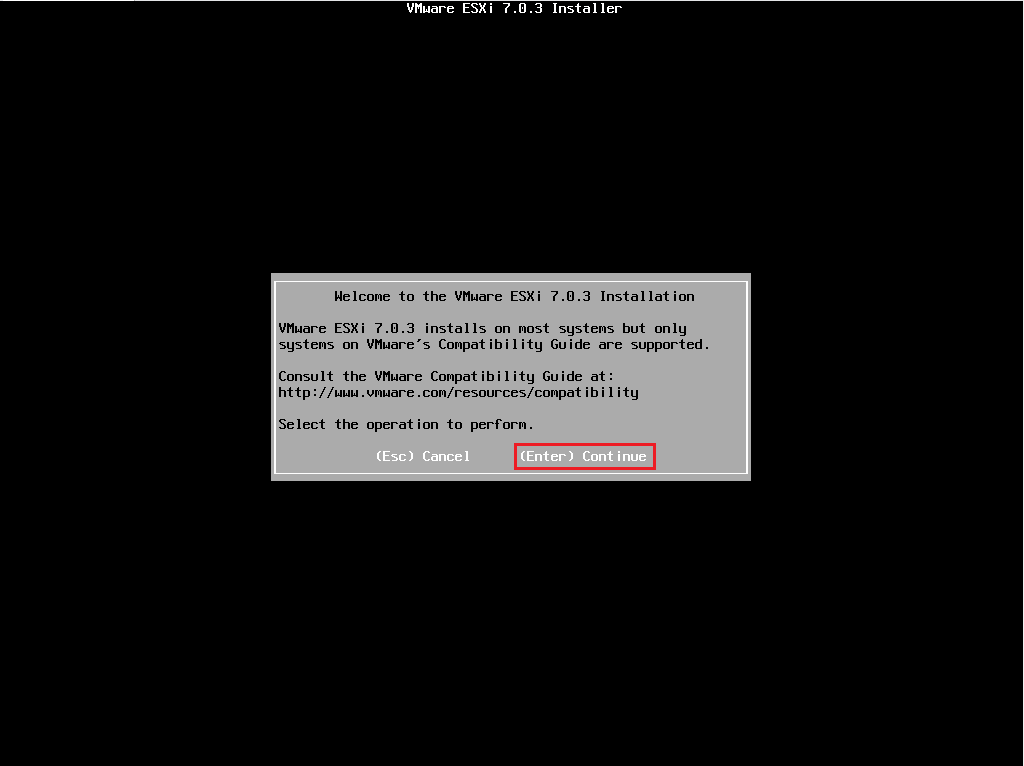 VMware ESXi 7.0.3 Installer
Welcome to the VMware ESXi 7.0.3 Installation
VMware ESXi 7.0.3 installs on most systems but only
systems on VMware's Compatibility Guide are supported.
Consult the VMware Compatibility Guide at:
http://www.vmware.com/resources/compatibility
Select the operation to perform.
(Esc) Cancel (Enter) Continue